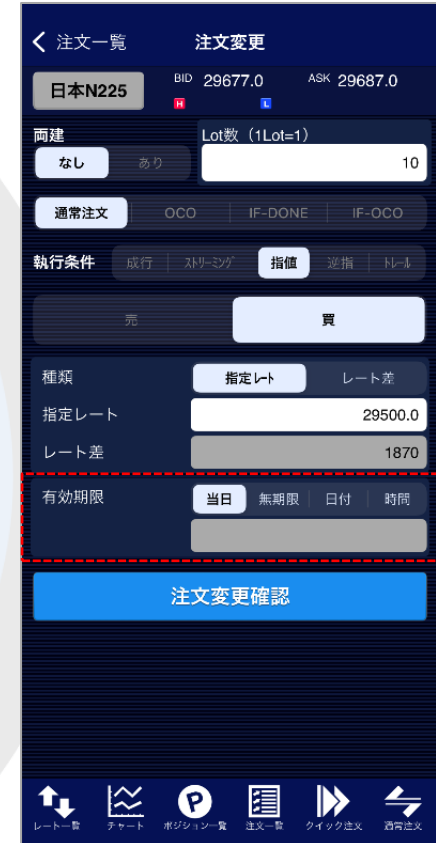 注文一覧 注文変更
日本N225 BID 29677.0 ASK 29687.0
H L
両建 Lot数（1Lot=1）
なし あり 10
通常注文 OCO IF-DONE IF-OCO
執行条件 成行 ストリーミング 指値 逆指 トレール
売 買
種類 指定レート レート差
指定レート 29500.0
レート差 1870
有効期限 当日 無期限 日付 時間
注文変更確認
P
レート一覧 チャート ポジション一覧 注文一覧 クイック注文 通常注文